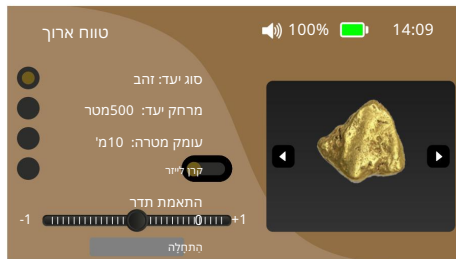 טווח ארוך
100%
14:09
סוג יעד: זהב
מרחק יעד: 500מטר
עומק מטרה: 10מ'
קרן לייזר
התאמת תדר
-1 0 +1
התחלה